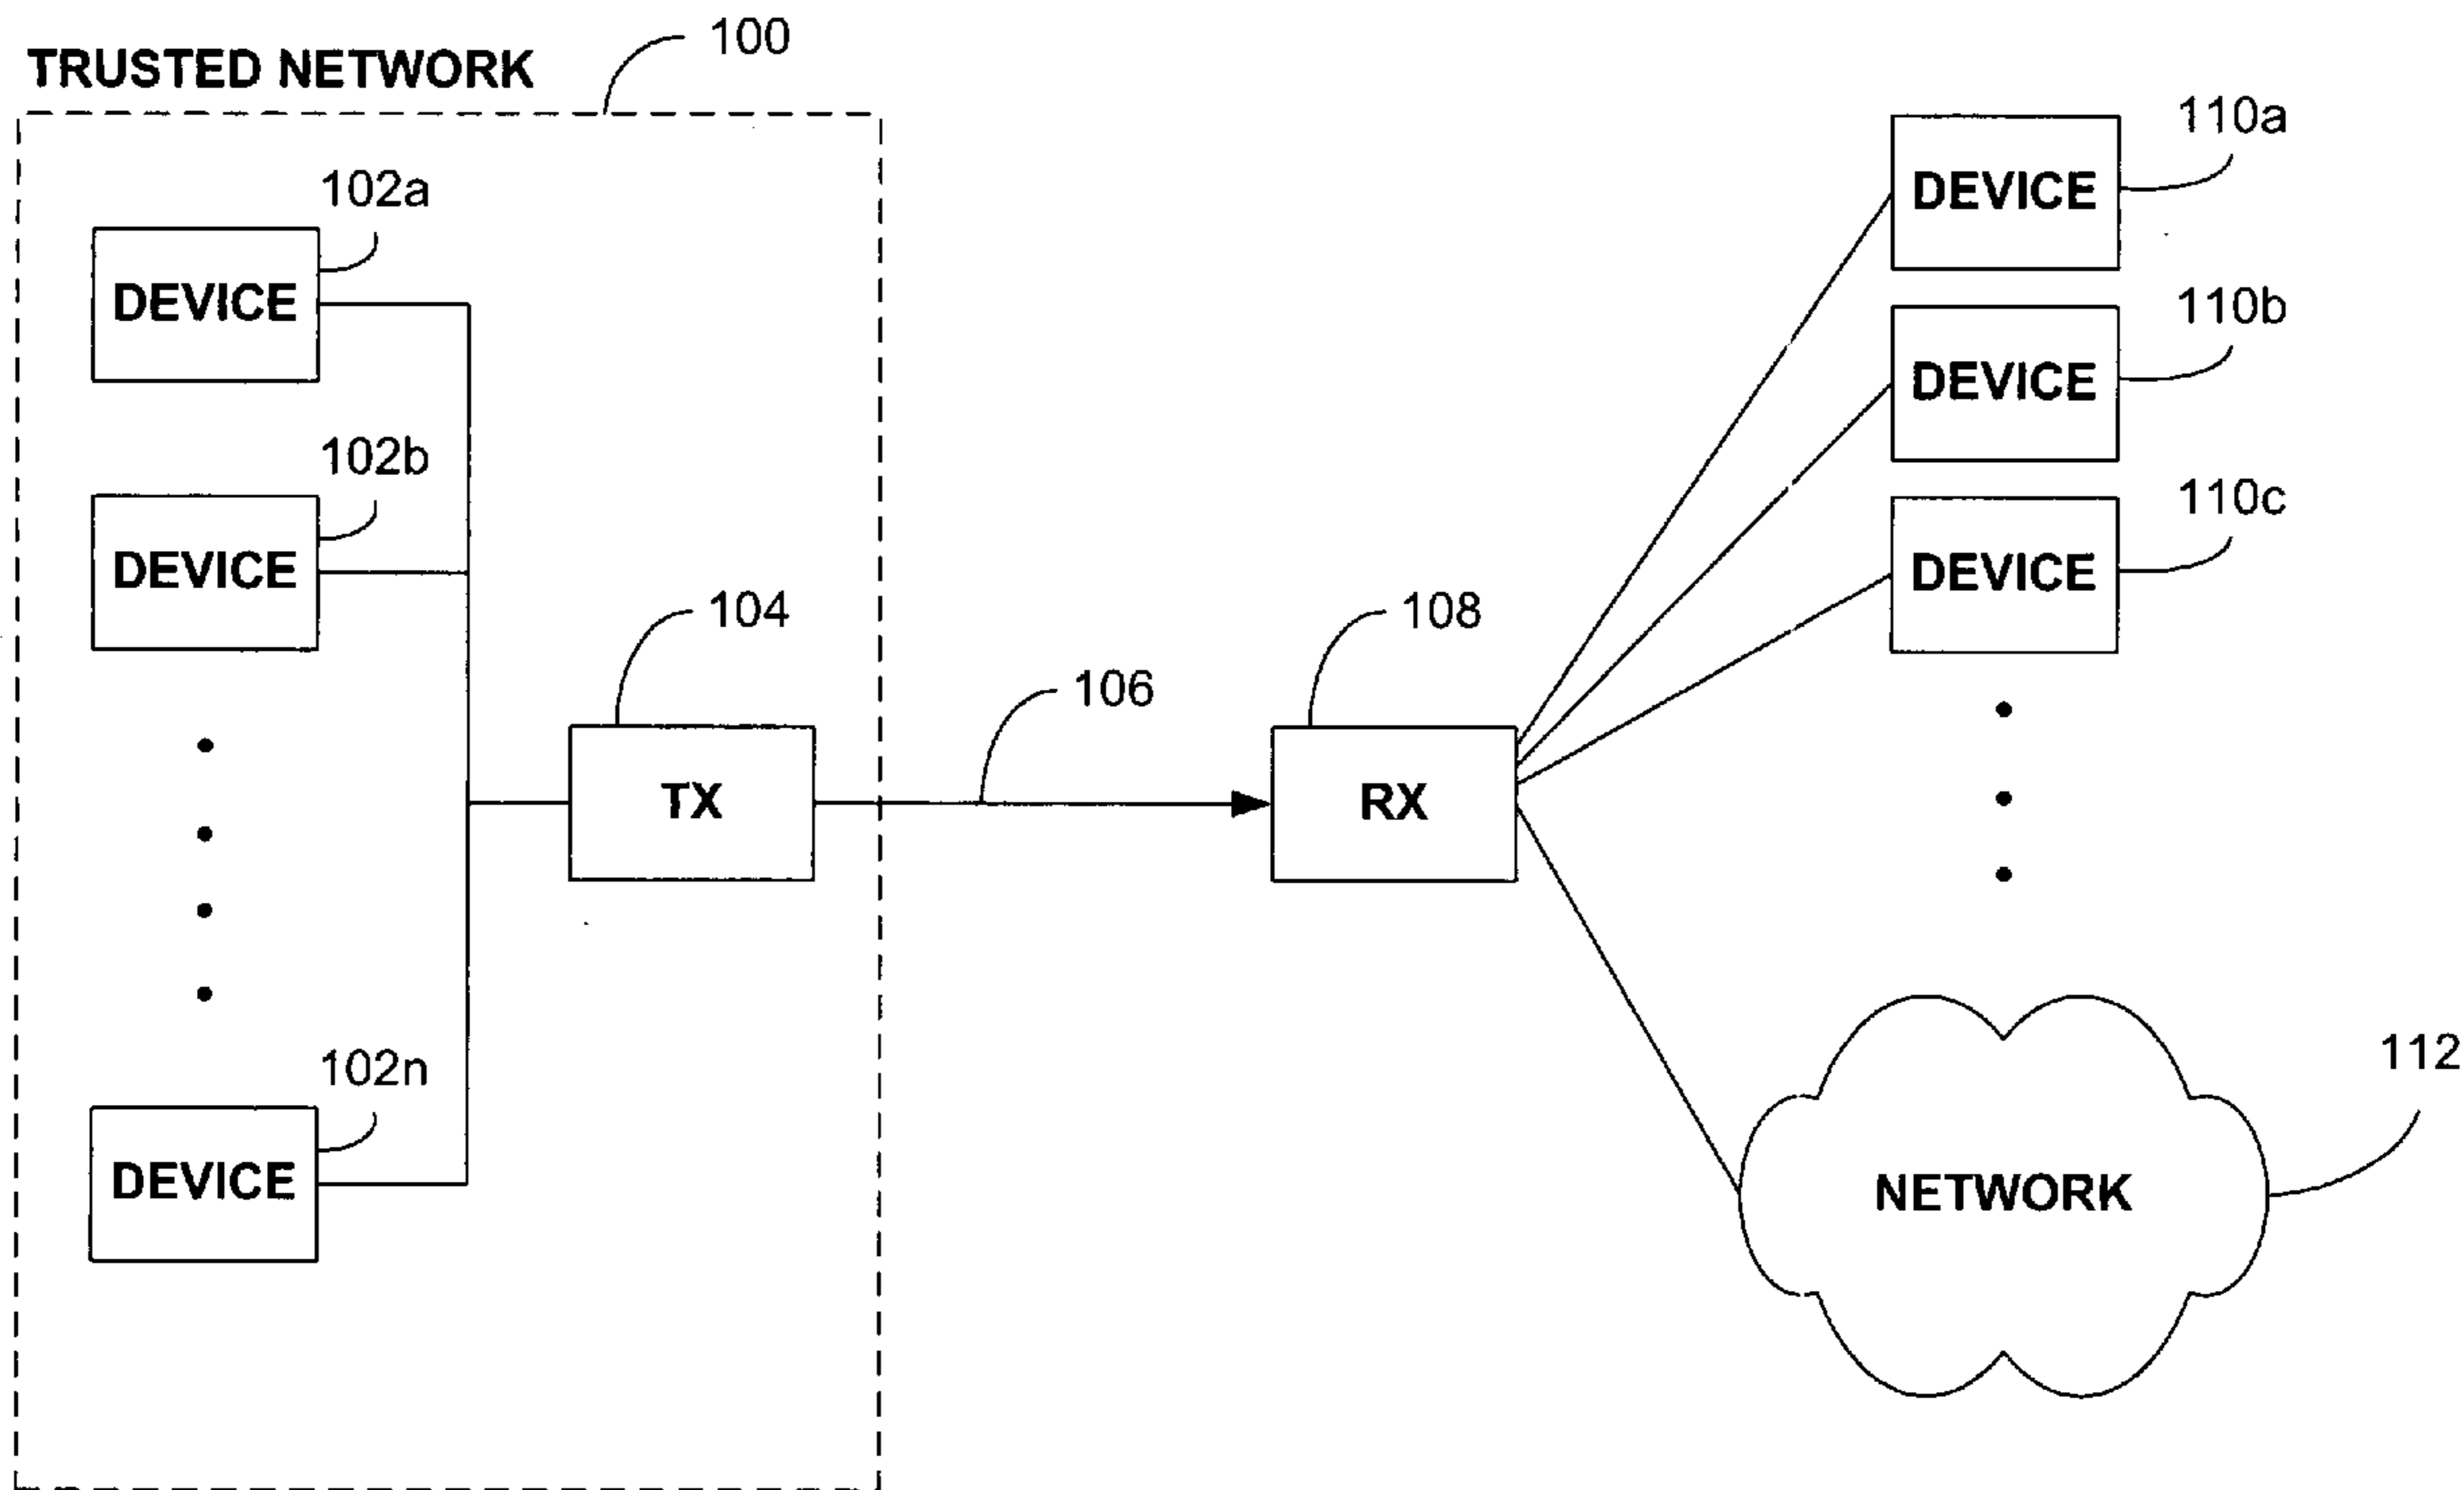 TRUSTED NETWORK
100
102a
DEVICE
102b
DEVICE
102n
DEVICE
104
TX
106
108
RX
110a
DEVICE
110b
DEVICE
110c
DEVICE
112
NETWORK